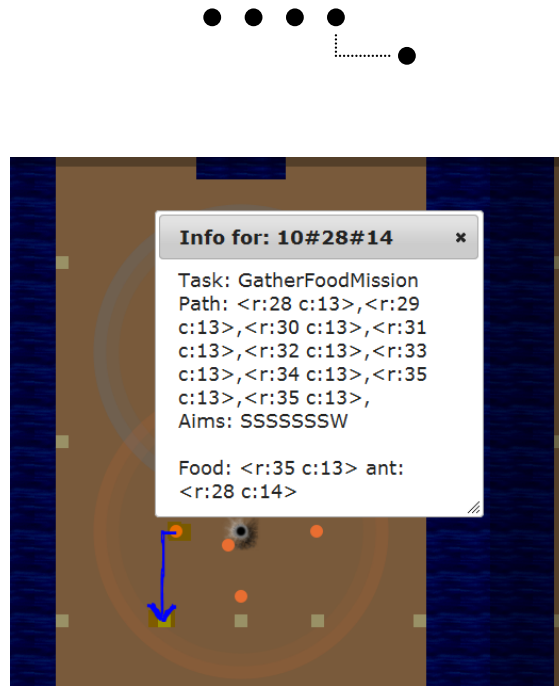 Info for: 10#28#14
Task: GatherFoodMission
Path: <r:28 c:13>,<r:29
c:13>,<r:30 c:13>,<r:31
c:13>,<r:32 c:13>,<r:33
c:13>,<r:34 c:13>,<r:35
c:13>,<r:35 c:13>,
Aims: SSSSSSSW
Food: <r:35 c:13> ant:
<r:28 c:14>